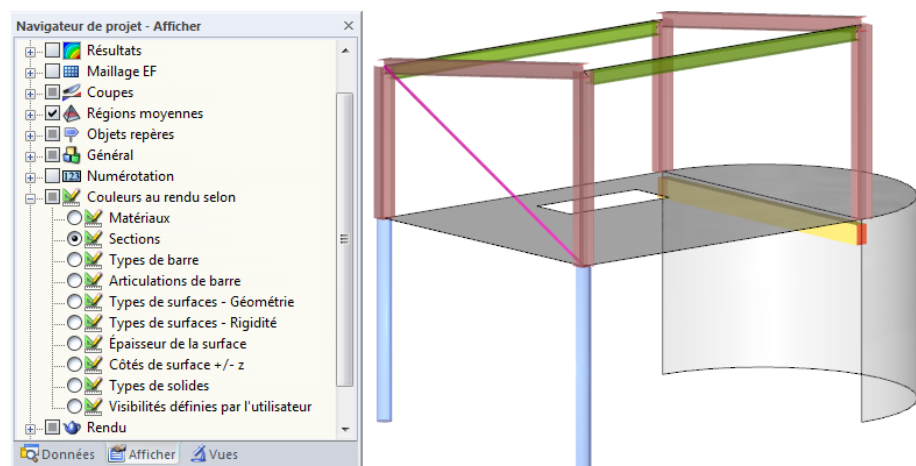 Navigateur de projet - Afficher
Résultats
Maillage EF
Coupes
Régions moyennes
Objets repères
Général
123 Numérotation
Couleurs au rendu selon
Matériaux
Sections
Types de barre
Articulations de barre
Types de surfaces - Géométrie
Types de surfaces - Rigidité
Épaisseur de la surface
Côtés de surface +/- z
Types de solides
Visibilités définies par l'utilisateur
Rendu
Données Afficher Vues